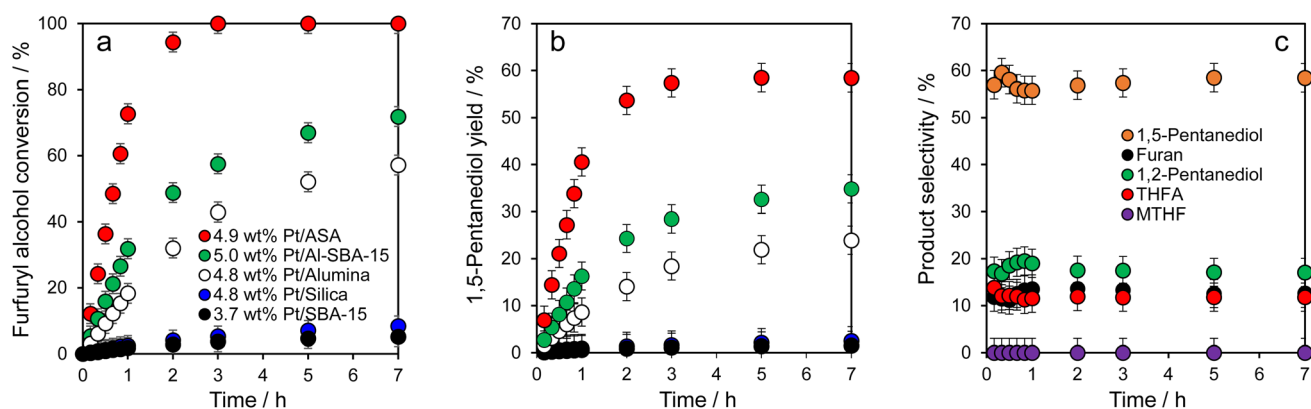 a
Furfuryl alcohol conversion / %
100
80
60
40
20
0
0 1 2 3 4 5 6 7
Time / h
4.9 wt% Pt/ASA
5.0 wt% Pt/Al-SBA-15
4.8 wt% Pt/Alumina
4.8 wt% Pt/Silica
3.7 wt% Pt/SBA-15
b
1,5-Pentanediol yield / %
70
60
50
40
30
20
10
0
0 1 2 3 4 5 6 7
Time / h
c
Product selectivity / %
70
60
50
40
30
20
10
0
0 1 2 3 4 5 6 7
Time / h
1,5-Pentanediol
Furan
1,2-Pentanediol
THFA
MTHF